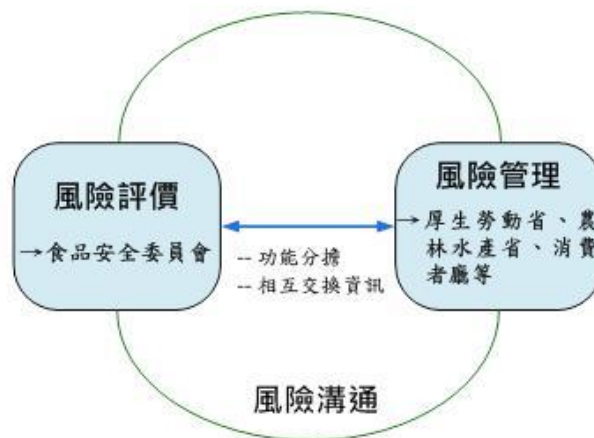 風險評價
→食品安全委員會
-- 功能分擔
-- 相互交換資訊
風險管理
→厚生勞動省、農
林水產省、消費
者廳等
風險溝通